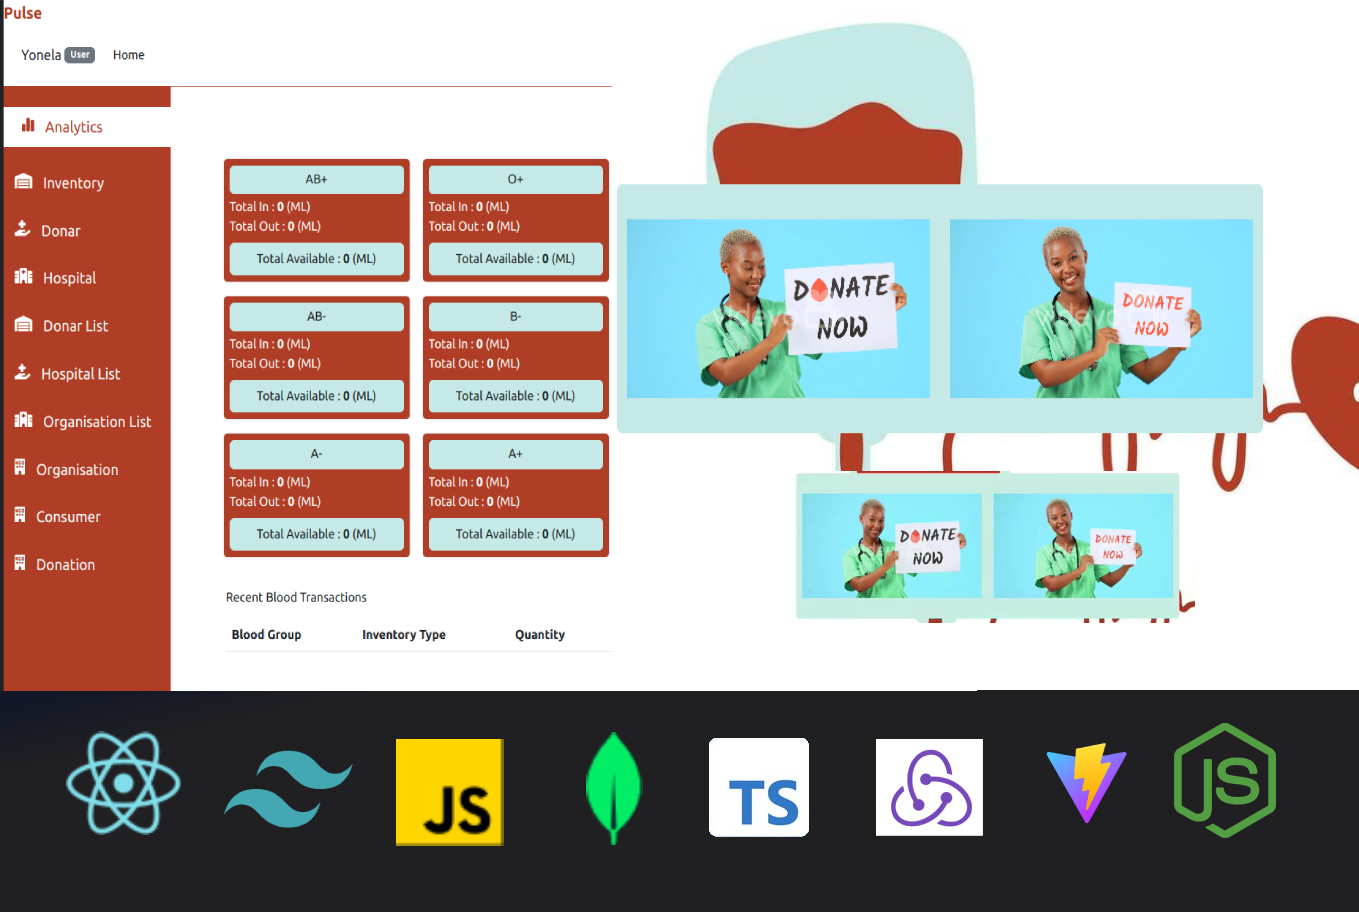 Pulse
Yonela User Home
Analytics
Inventory
Donar
Hospital
Donar List
Hospital List
Organisation List
Organisation
Consumer
Donation
AB+
Total In : 0 (ML)
Total Out : 0 (ML)
Total Available : 0 (ML)
O+
Total In : 0 (ML)
Total Out : 0 (ML)
Total Available : 0 (ML)
AB-
Total In : 0 (ML)
Total Out : 0 (ML)
Total Available : 0 (ML)
B-
Total In : 0 (ML)
Total Out : 0 (ML)
Total Available : 0 (ML)
A-
Total In : 0 (ML)
Total Out : 0 (ML)
Total Available : 0 (ML)
A+
Total In : 0 (ML)
Total Out : 0 (ML)
Total Available : 0 (ML)
Recent Blood Transactions
Blood Group Inventory Type Quantity
DONATE
NOW
DONATE
NOW
DONATE
NOW
DONATE
NOW
JS
TS
JS